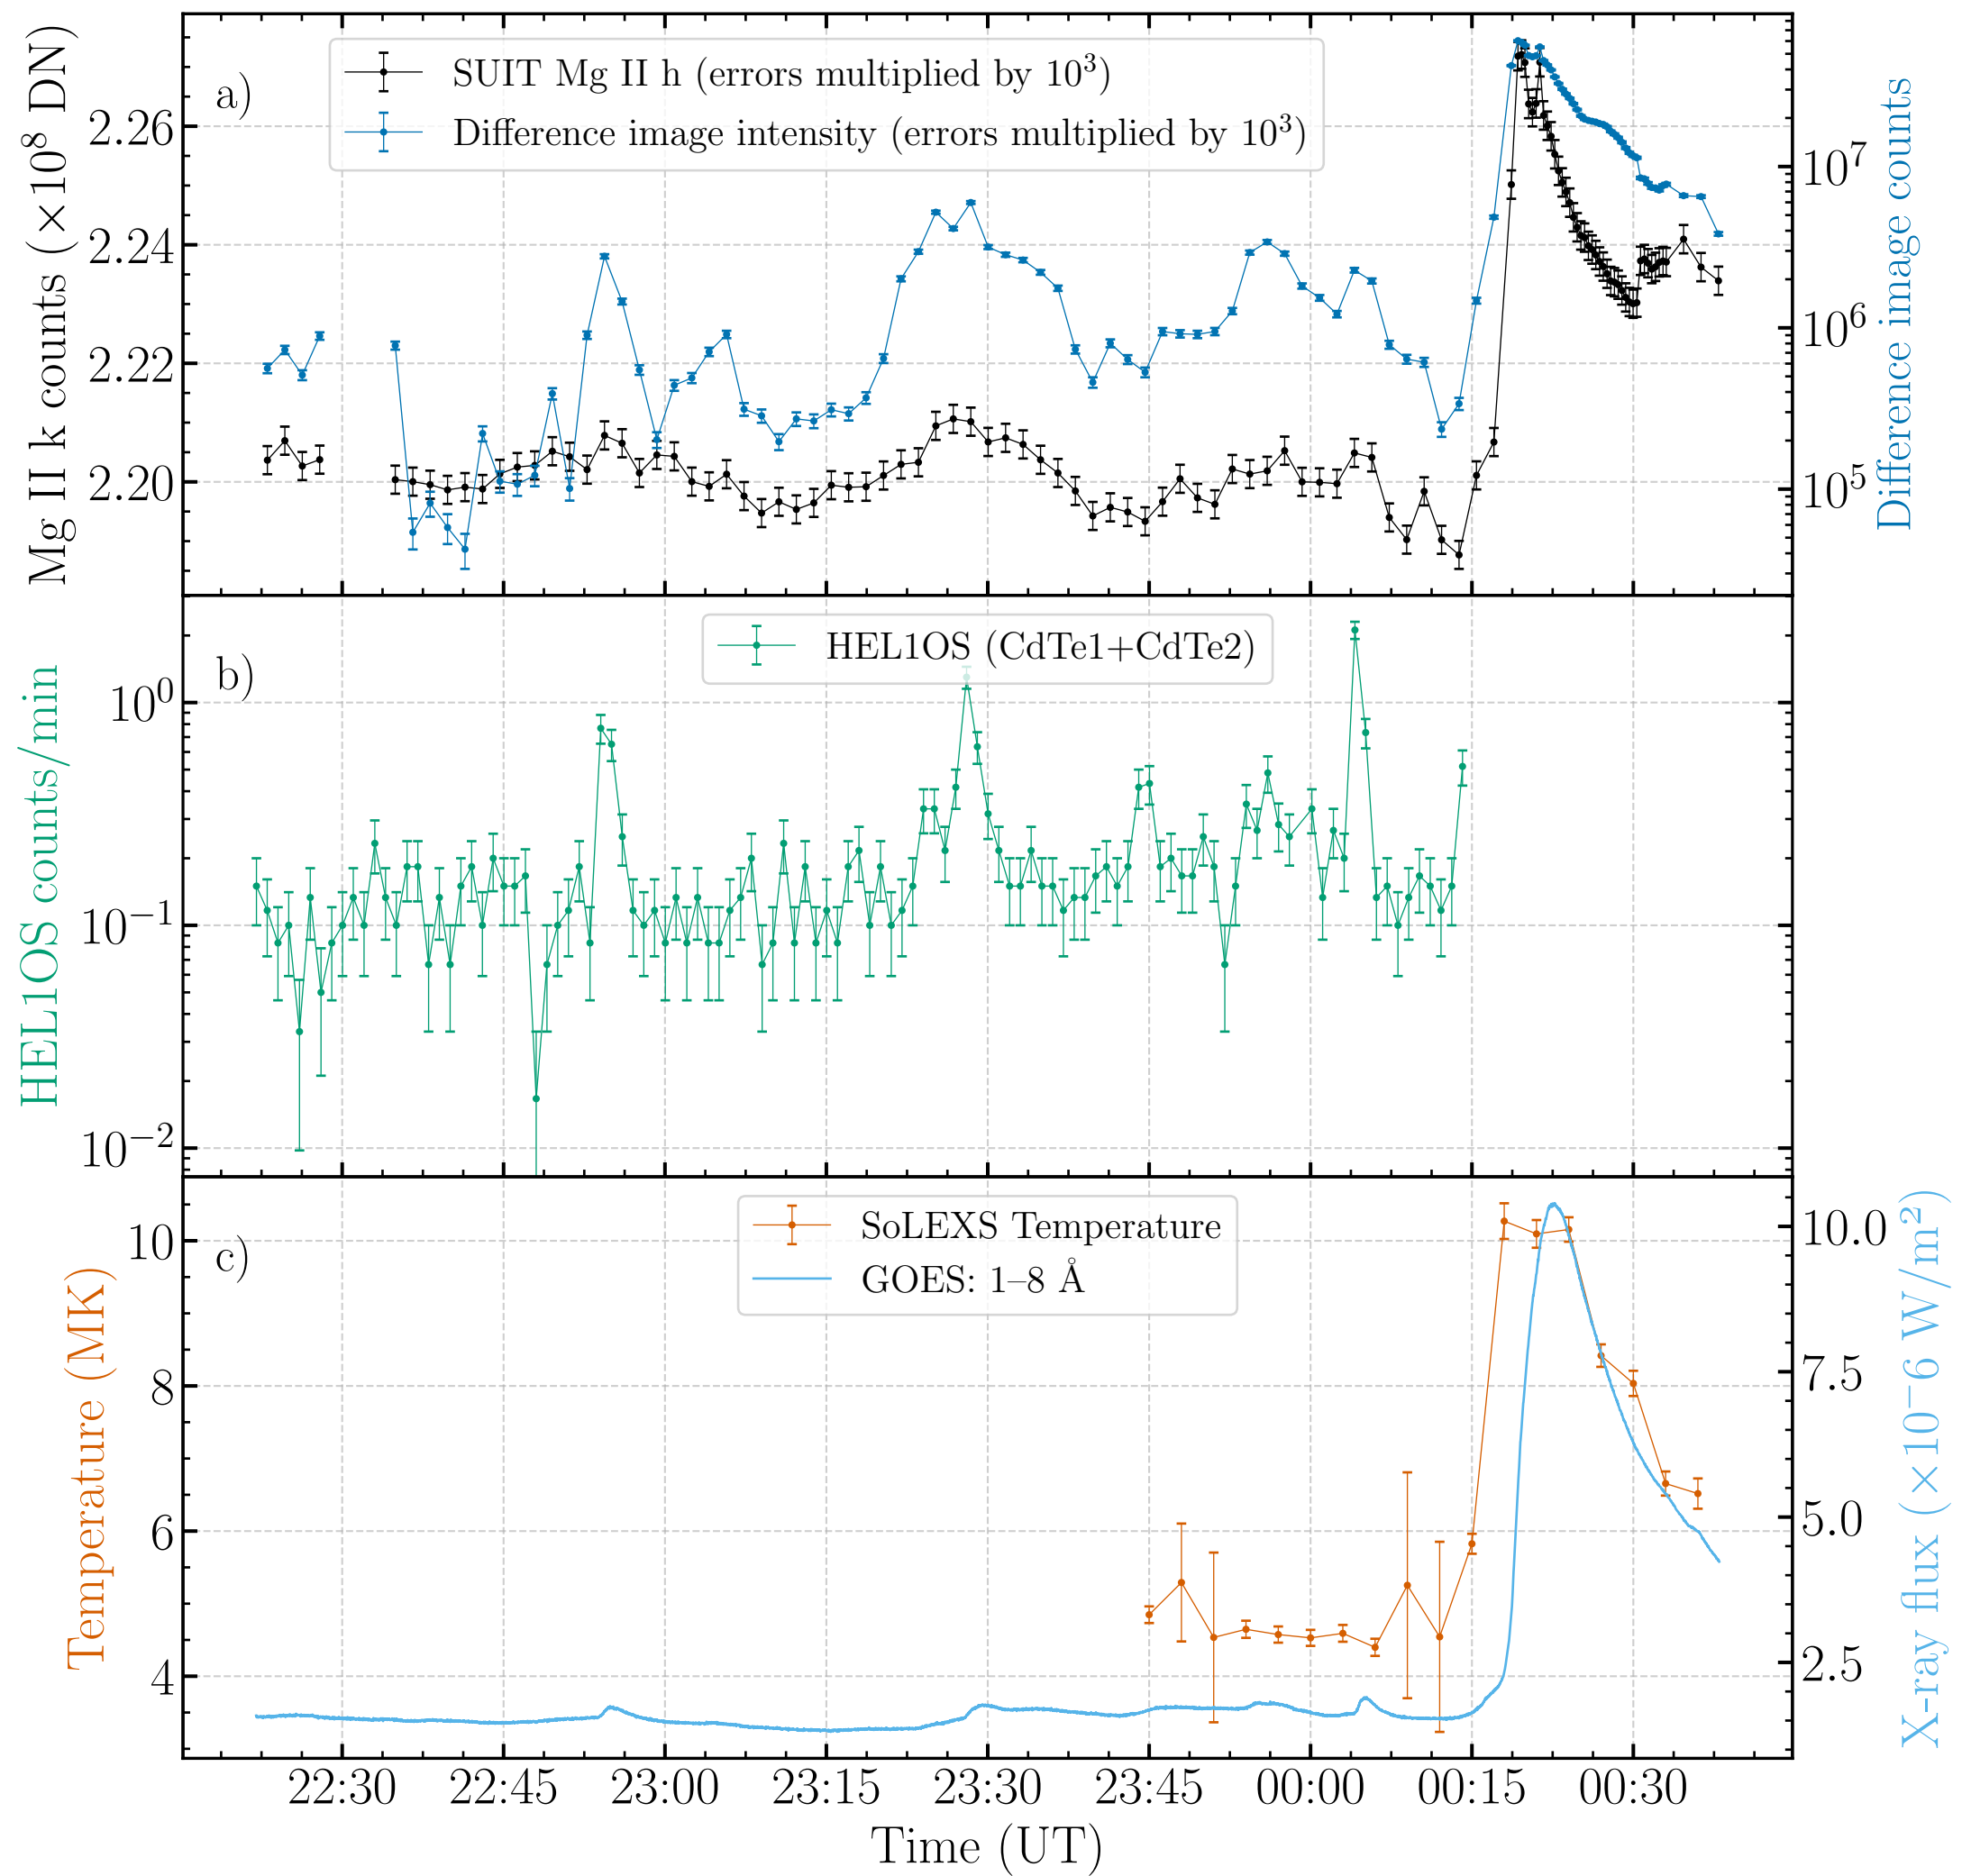 a)
SUIT Mg II h (errors multiplied by 10³)
Difference image intensity (errors multiplied by 10³)
Mg II k counts (×10⁸ DN)
2.26
2.24
2.22
2.20
Difference image counts
10⁷
10⁶
10⁵
b)
HEL1OS (CdTe1+CdTe2)
HEL1OS counts/min
10⁰
10⁻¹
10⁻²
c)
SoLEXS Temperature
GOES: 1–8 Å
Temperature (MK)
10
8
6
4
X-ray flux (×10⁻6 W/m²)
10.0
7.5
5.0
2.5
22:30 22:45 23:00 23:15 23:30 23:45 00:00 00:15 00:30
Time (UT)